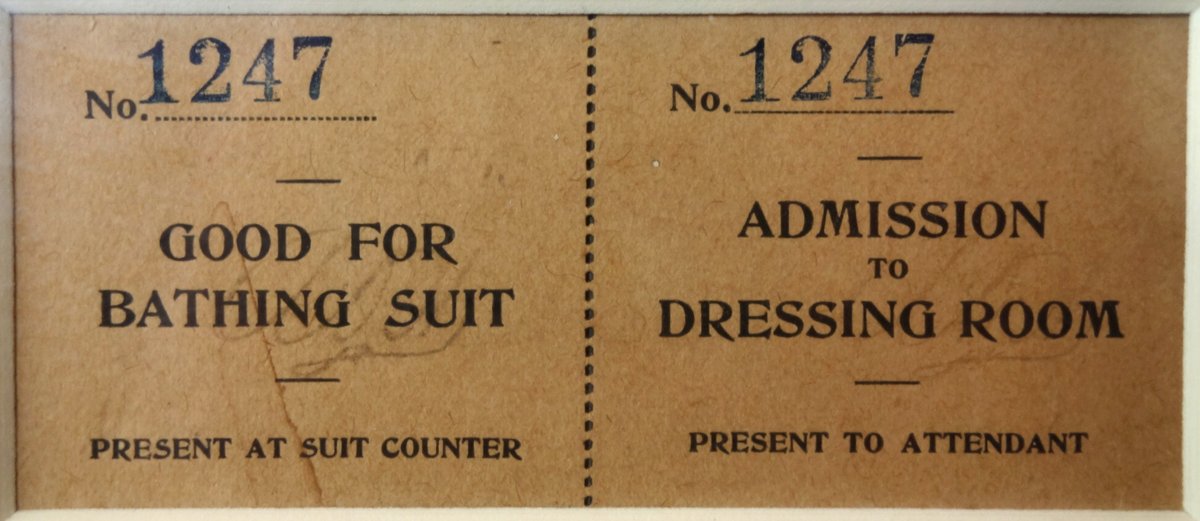 No. 1247
GOOD FOR
BATHING SUIT
PRESENT AT SUIT COUNTER
No. 1247
ADMISSION
TO
DRESSING ROOM
PRESENT TO ATTENDANT